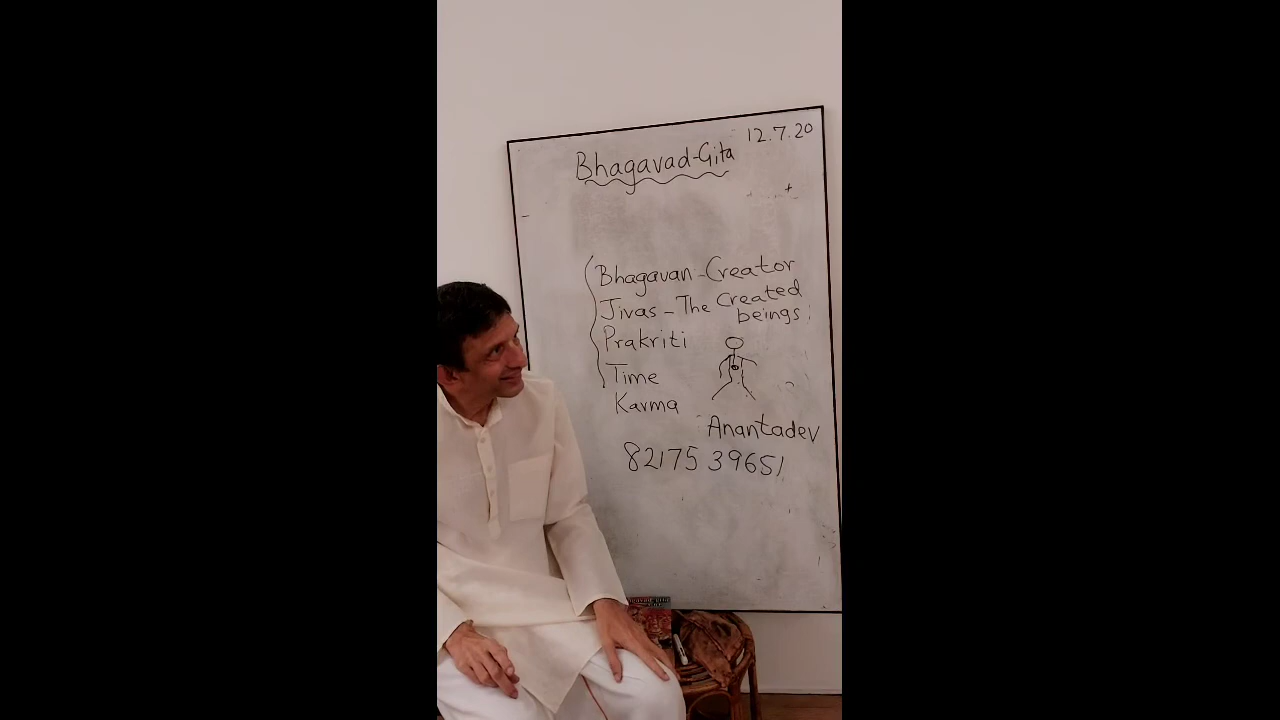 12.7.20
Bhagavad-Gita
Bhagavan - Creator
Jivas - The Created
beings
Prakriti
Time
Karma
Anantadev
82175 39651